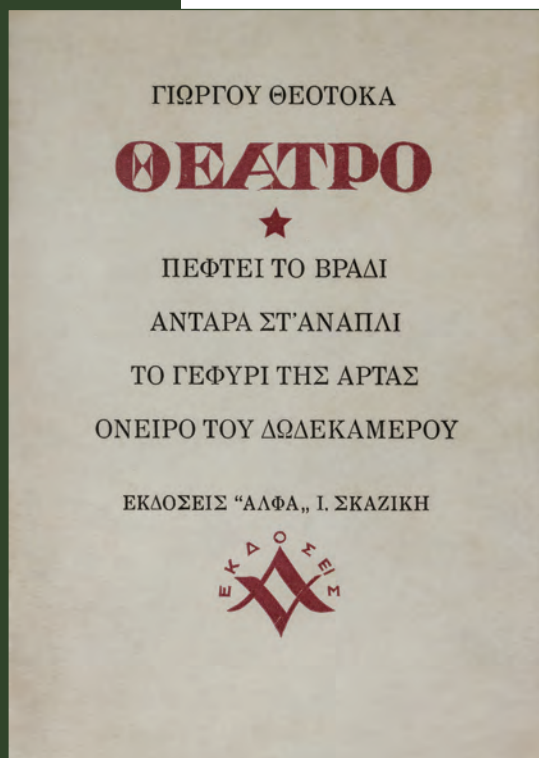 ΓΙΩΡΓΟΥ ΘΕΟΤΟΚΑ
ΘΕΑΤΡΟ
ΠΕΦΤΕΙ ΤΟ ΒΡΑΔΙ
ΑΝΤΑΡΑ ΣΤ'ΑΝΑΠΛΙ
ΤΟ ΓΕΦΥΡΙ ΤΗΣ ΑΡΤΑΣ
ΟΝΕΙΡΟ ΤΟΥ ΔΩΔΕΚΑΜΕΡΟΥ
ΕΚΔΟΣΕΙΣ “ΑΛΦΑ„ Ι. ΣΚΑΖΙΚΗ
ΕΚΔΟΣΕΙΣ